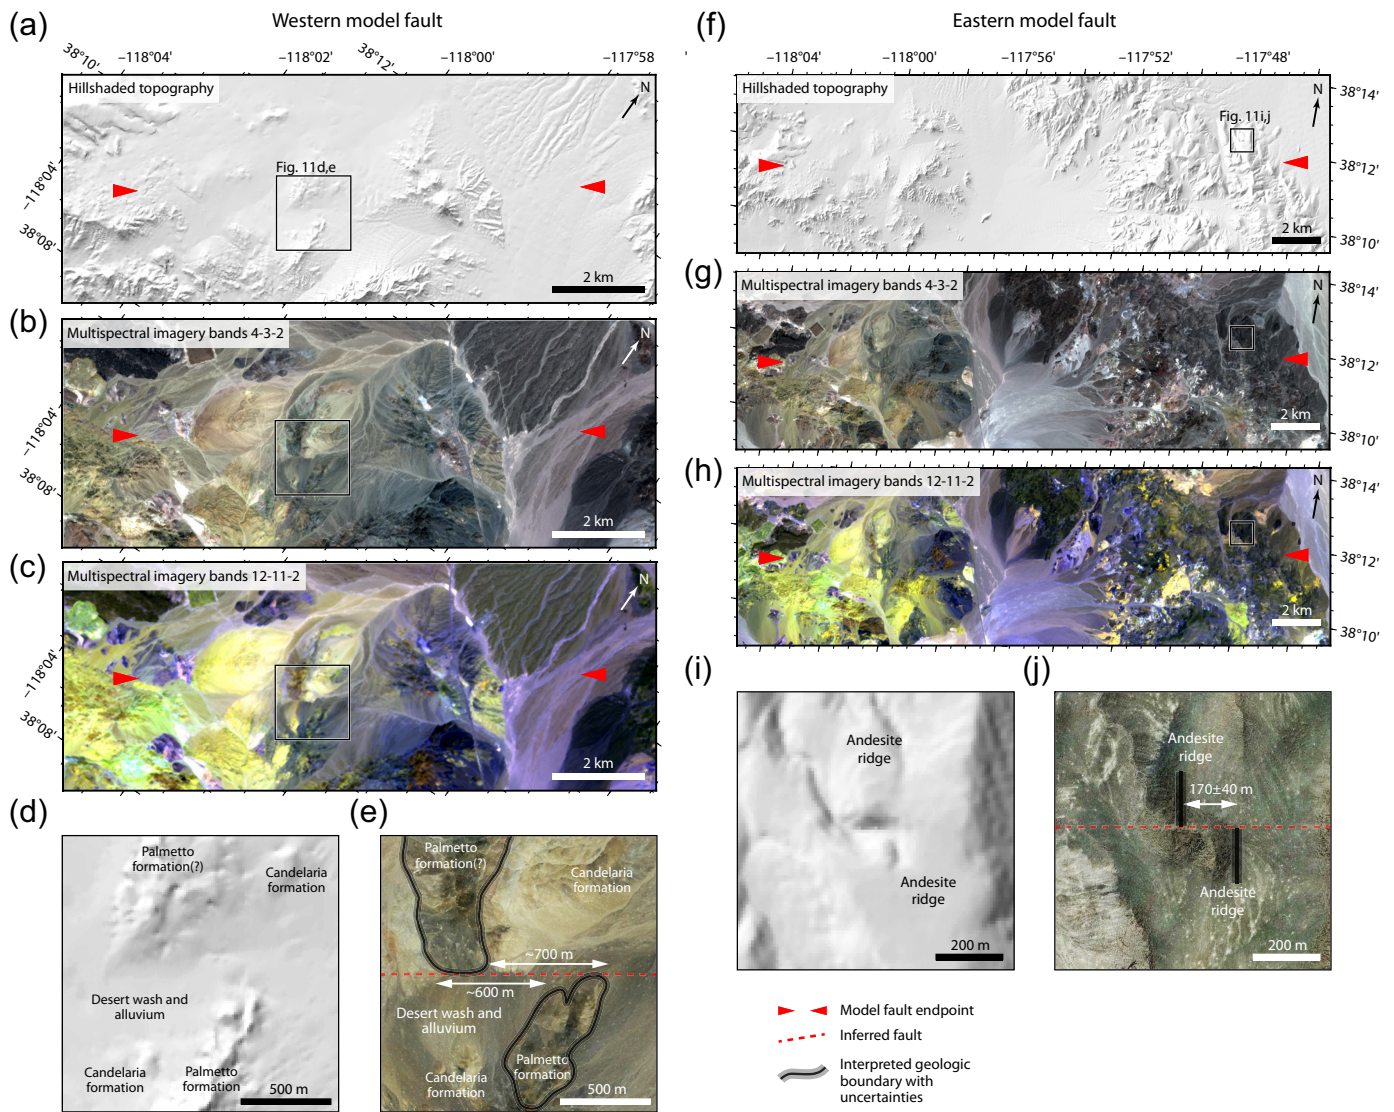 (a)
Western model fault
38°10'
−118°04'
−118°02'
38°12'
−118°00'
−117°58'
Hillshaded topography
N
−118°04'
38°08'
Fig. 11d,e
2 km
(b)
Multispectral imagery bands 4-3-2
N
−118°04'
38°08'
2 km
(c)
Multispectral imagery bands 12-11-2
N
−118°04'
38°08'
2 km
(d)
Palmetto
formation(?)
Candelaria
formation
Desert wash and
alluvium
Candelaria
formation
Palmetto
formation
500 m
(e)
Palmetto
formation(?)
Candelaria
formation
~700 m
~600 m
Desert wash and
alluvium
Candelaria
formation
Palmetto
formation
500 m
(f)
Eastern model fault
−118°04'
−118°00'
−117°56'
−117°52'
−117°48'
Hillshaded topography
N
Fig. 11i,j
38°14'
38°12'
38°10'
2 km
(g)
Multispectral imagery bands 4-3-2
N
38°14'
38°12'
38°10'
2 km
(h)
Multispectral imagery bands 12-11-2
N
38°14'
38°12'
38°10'
2 km
(i)
Andesite
ridge
Andesite
ridge
200 m
(j)
Andesite
ridge
170±40 m
Andesite
ridge
200 m
Model fault endpoint
Inferred fault
Interpreted geologic
boundary with
uncertainties